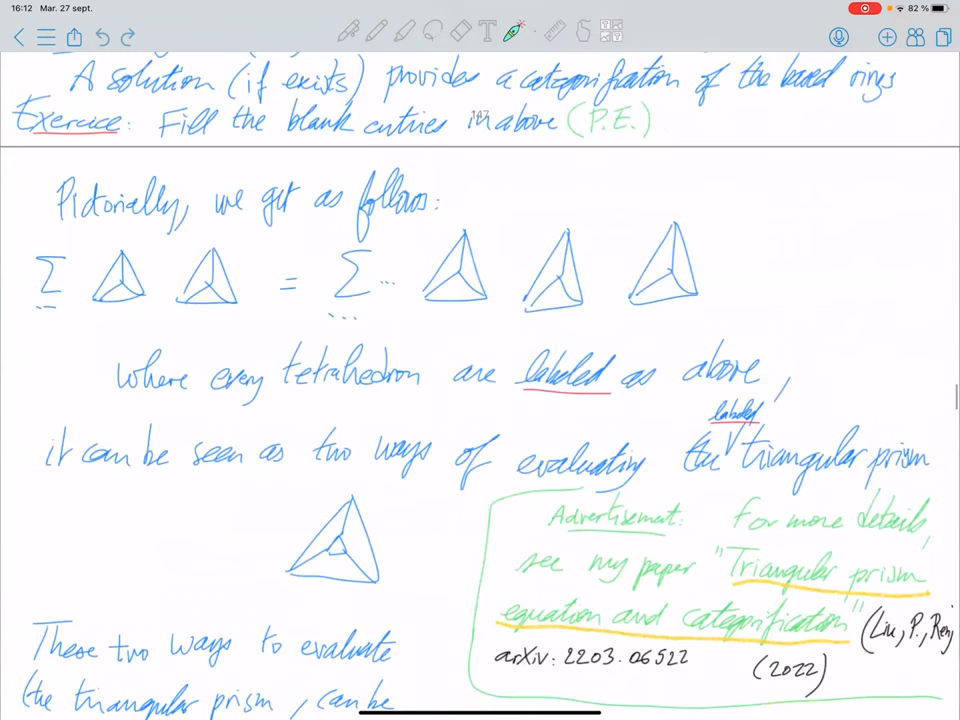 16:12 Mar. 27 sept. 82 %
A solution (if exists) provides a categorification of the based rings
Exercice: Fill the blank entries in above (P.E.)
Pictorially, we get as follows:
Σ = Σ ...
where every tetrahedron are labeled as above,
labeled
it can be seen as two ways of evaluating the triangular prism
Advertisement: For more details,
see my paper "Triangular prism
equation and categorification" (Liu, P., Ren,
arXiv: 2203.06522 (2022)
These two ways to evaluate
the triangular prism, can be